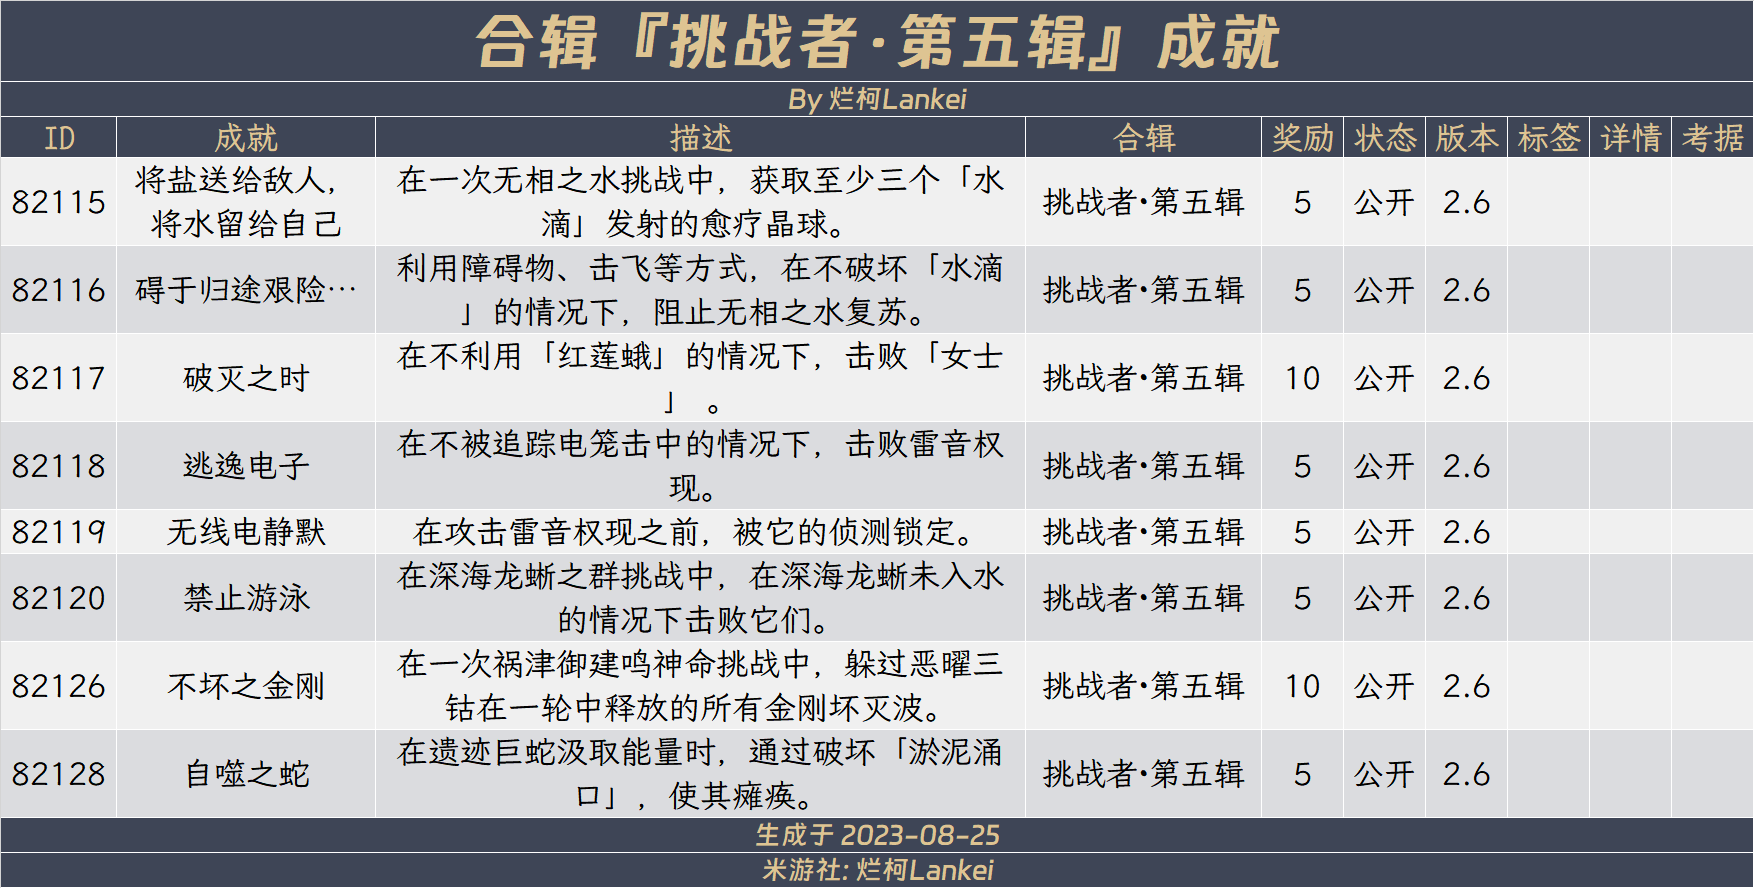 合辑『挑战者·第五辑』成就
By 烂柯Lankei
ID 成就 描述 合辑 奖励 状态 版本 标签 详情 考据
82115 将盐送给敌人，
将水留给自己 在一次无相之水挑战中，获取至少三个「水
滴」发射的愈疗晶球。 挑战者·第五辑 5 公开 2.6
82116 碍于归途艰险… 利用障碍物、击飞等方式，在不破坏「水滴
」的情况下，阻止无相之水复苏。 挑战者·第五辑 5 公开 2.6
82117 破灭之时 在不利用「红莲蛾」的情况下，击败「女士
」 。 挑战者·第五辑 10 公开 2.6
82118 逃逸电子 在不被追踪电笼击中的情况下，击败雷音权
现。 挑战者·第五辑 5 公开 2.6
82119 无线电静默 在攻击雷音权现之前，被它的侦测锁定。 挑战者·第五辑 5 公开 2.6
82120 禁止游泳 在深海龙蜥之群挑战中，在深海龙蜥未入水
的情况下击败它们。 挑战者·第五辑 5 公开 2.6
82126 不坏之金刚 在一次祸津御建鸣神命挑战中，躲过恶曜三
钴在一轮中释放的所有金刚坏灭波。 挑战者·第五辑 10 公开 2.6
82128 自噬之蛇 在遗迹巨蛇汲取能量时，通过破坏「淤泥涌
口」，使其瘫痪。 挑战者·第五辑 5 公开 2.6
生成于 2023-08-25
米游社: 烂柯Lankei